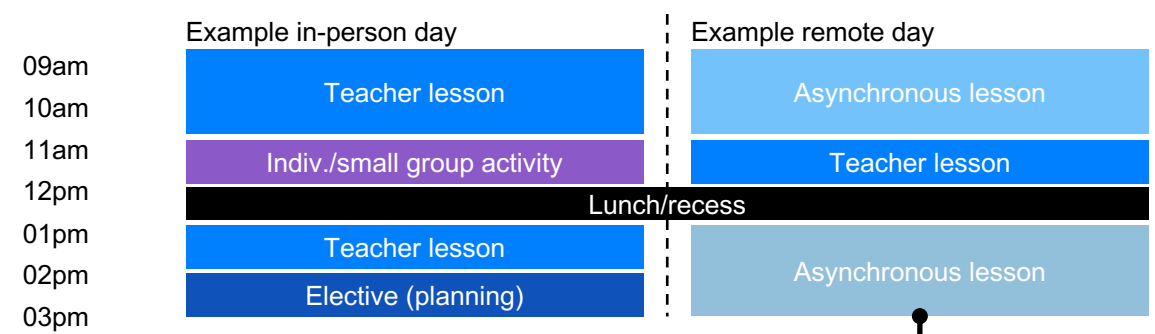 Example in-person day
Example remote day
09am
Teacher lesson
Asynchronous lesson
10am
11am
Indiv./small group activity
Teacher lesson
12pm
Lunch/recess
01pm
Teacher lesson
Asynchronous lesson
02pm
Elective (planning)
03pm